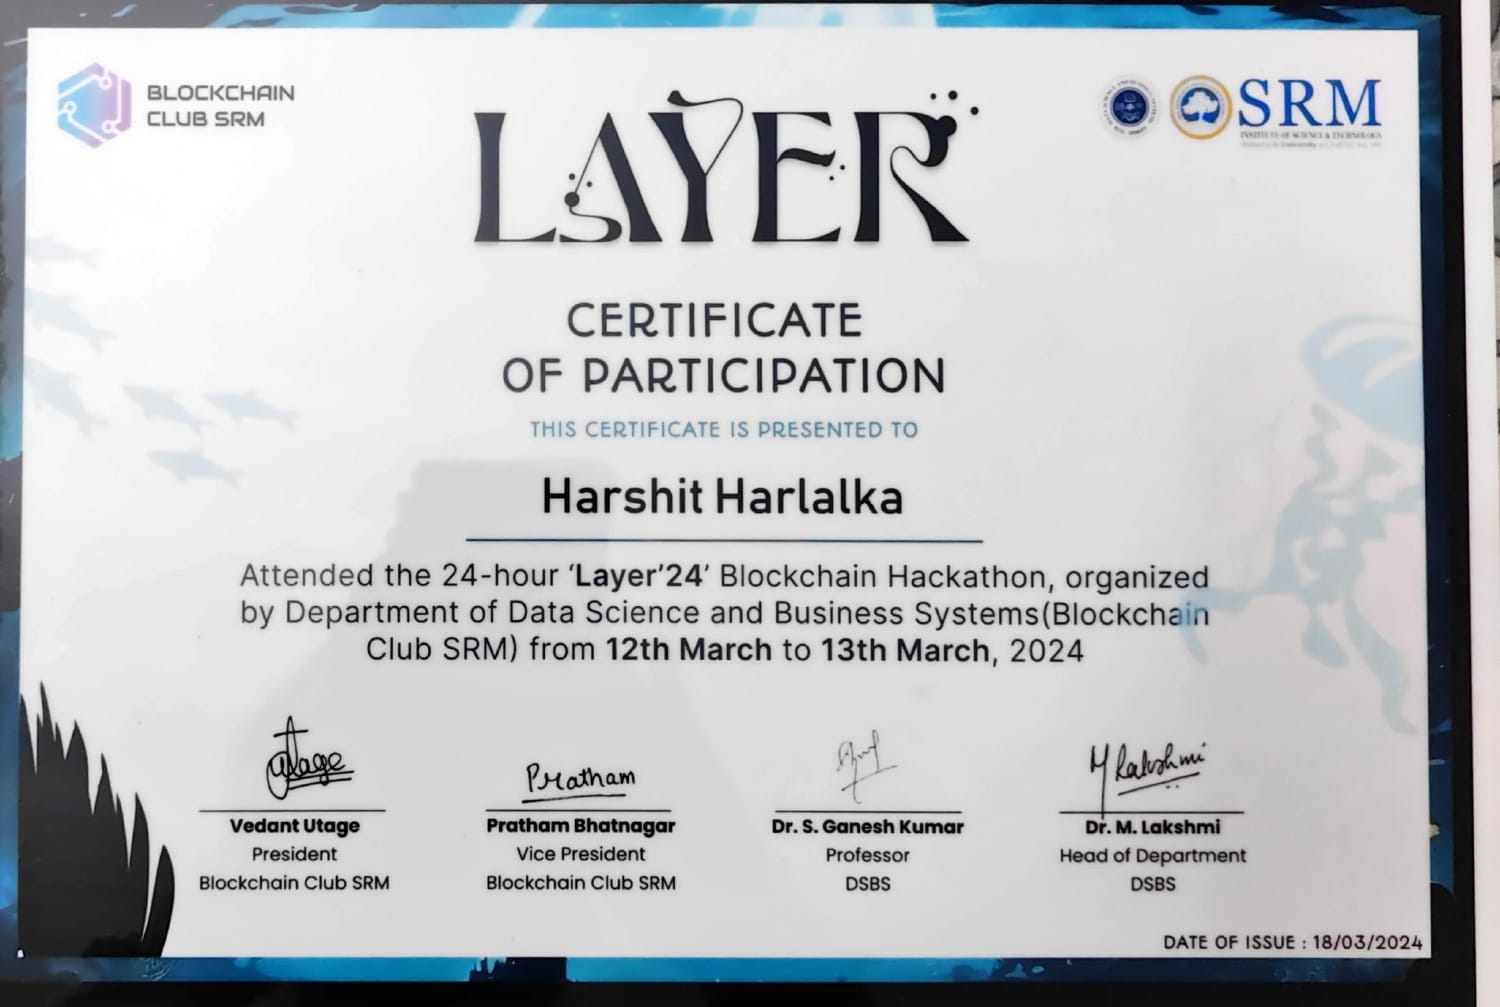 BLOCKCHAIN
CLUB SRM
LAYER
SRM
INSTITUTE OF SCIENCE & TECHNOLOGY
CERTIFICATE
OF PARTICIPATION
THIS CERTIFICATE IS PRESENTED TO
Harshit Harlalka
Attended the 24-hour ‘Layer’24’ Blockchain Hackathon, organized
by Department of Data Science and Business Systems(Blockchain
Club SRM) from 12th March to 13th March, 2024
utage
Pratham
M Lakshmi
Vedant Utage
President
Blockchain Club SRM
Pratham Bhatnagar
Vice President
Blockchain Club SRM
Dr. S. Ganesh Kumar
Professor
DSBS
Dr. M. Lakshmi
Head of Department
DSBS
DATE OF ISSUE : 18/03/2024